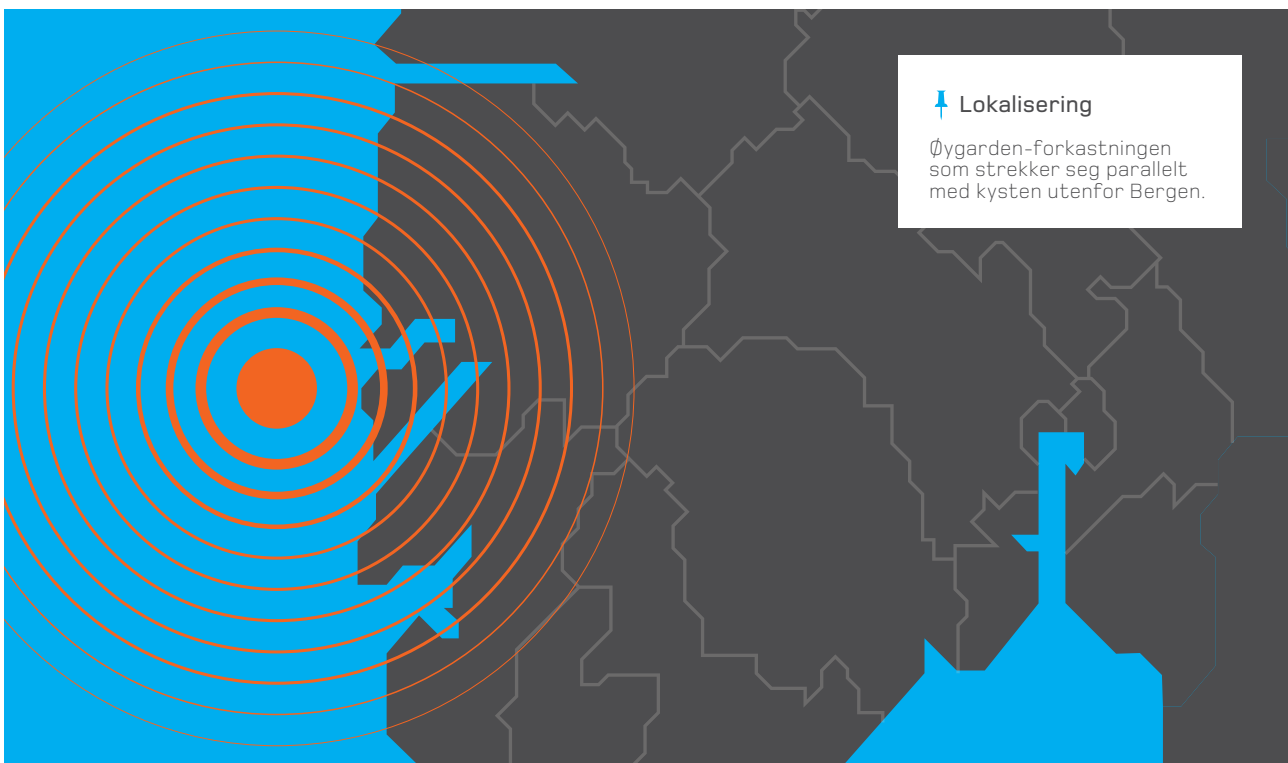 Lokalisering
Øygarden-forkastningen
som strekker seg parallelt
med kysten utenfor Bergen.